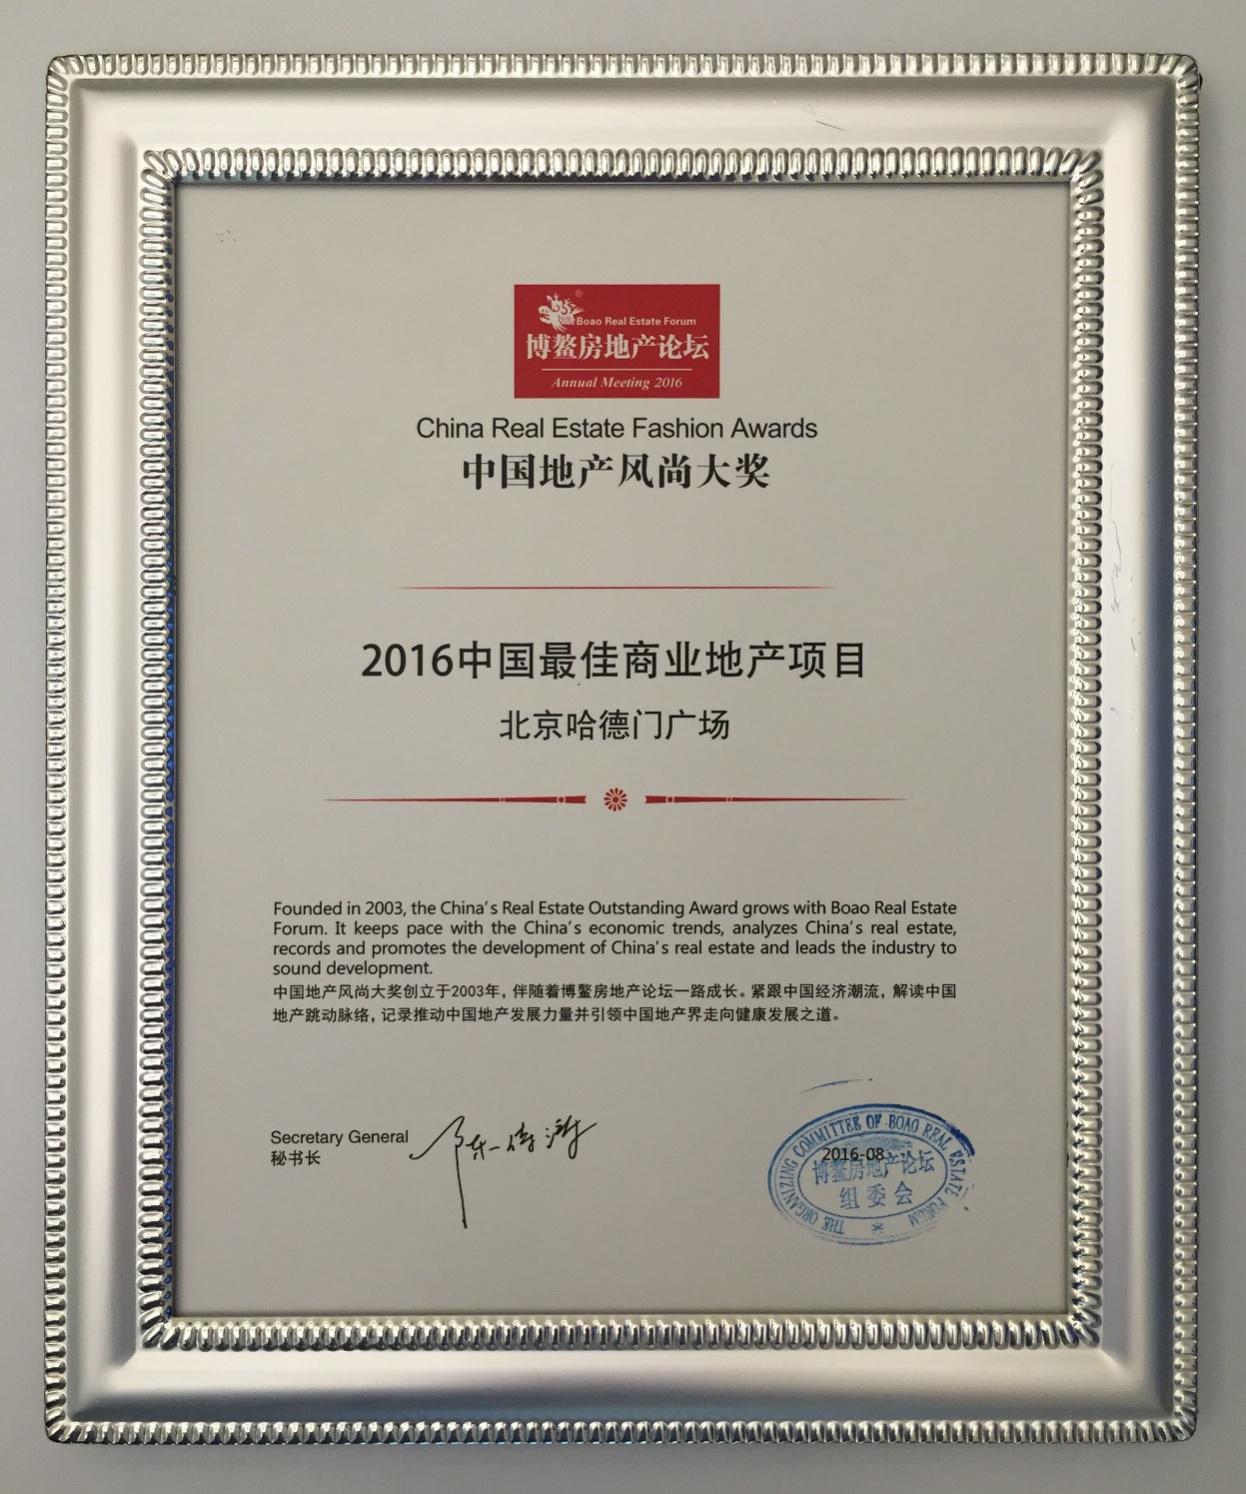 Boao Real Estate Forum
博鳌房地产论坛
Annual Meeting 2016
China Real Estate Fashion Awards
中国地产风尚大奖
2016中国最佳商业地产项目
北京哈德门广场
Founded in 2003, the China's Real Estate Outstanding Award grows with Boao Real Estate
Forum. It keeps pace with the China's economic trends, analyzes China's real estate,
records and promotes the development of China's real estate and leads the industry to
sound development.
中国地产风尚大奖创立于2003年，伴随着博鳌房地产论坛一路成长。紧跟中国经济潮流，解读中国
地产跳动脉络，记录推动中国地产发展力量并引领中国地产界走向健康发展之道。
Secretary General
秘书长
THE ORGANIZING COMMITTEE OF BOAO REAL ESTATE FORUM
2016-08
博鳌房地产论坛
组委会